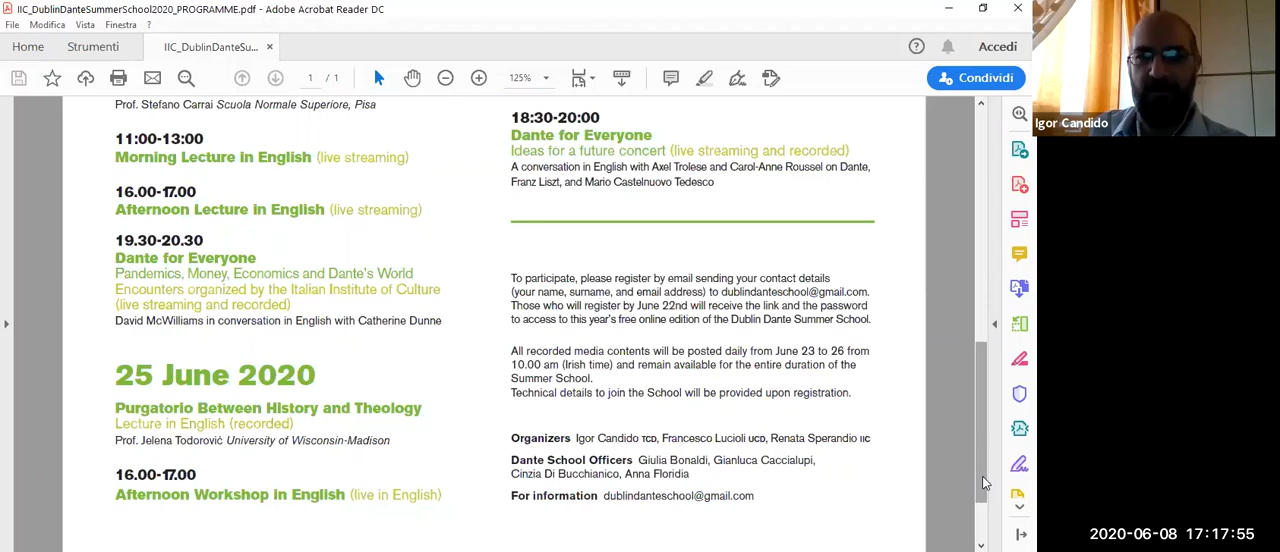 IIC_DublinDanteSummerSchool2020_PROGRAMME.pdf - Adobe Acrobat Reader DC
File Modifica Vista Finestra ?
Home Strumenti IIC_DublinDanteSu... × Accedi
1 / 1 125% Condividi
Prof. Stefano Carrai Scuola Normale Superiore, Pisa
11:00-13:00
Morning Lecture in English (live streaming)
16.00-17.00
Afternoon Lecture in English (live streaming)
19.30-20.30
Dante for Everyone
Pandemics, Money, Economics and Dante's World
Encounters organized by the Italian Institute of Culture
(live streaming and recorded)
David McWilliams in conversation in English with Catherine Dunne
25 June 2020
Purgatorio Between History and Theology
Lecture in English (recorded)
Prof. Jelena Todorović University of Wisconsin-Madison
16.00-17.00
Afternoon Workshop in English (live in English)
18:30-20:00
Dante for Everyone
Ideas for a future concert (live streaming and recorded)
A conversation in English with Axel Trolese and Carol-Anne Roussel on Dante,
Franz Liszt, and Mario Castelnuovo Tedesco
To participate, please register by email sending your contact details
(your name, surname, and email address) to dublindanteschool@gmail.com.
Those who will register by June 22nd will receive the link and the password
to access to this year's free online edition of the Dublin Dante Summer School.
All recorded media contents will be posted daily from June 23 to 26 from
10.00 am (Irish time) and remain available for the entire duration of the
Summer School.
Technical details to join the School will be provided upon registration.
Organizers Igor Candido TCD, Francesco Lucioli UCD, Renata Sperandio IIC
Dante School Officers Giulia Bonaldi, Gianluca Caccialupi,
Cinzia Di Bucchianico, Anna Floridia
For information dublindanteschool@gmail.com
Igor Candido
2020-06-08 17:17:55